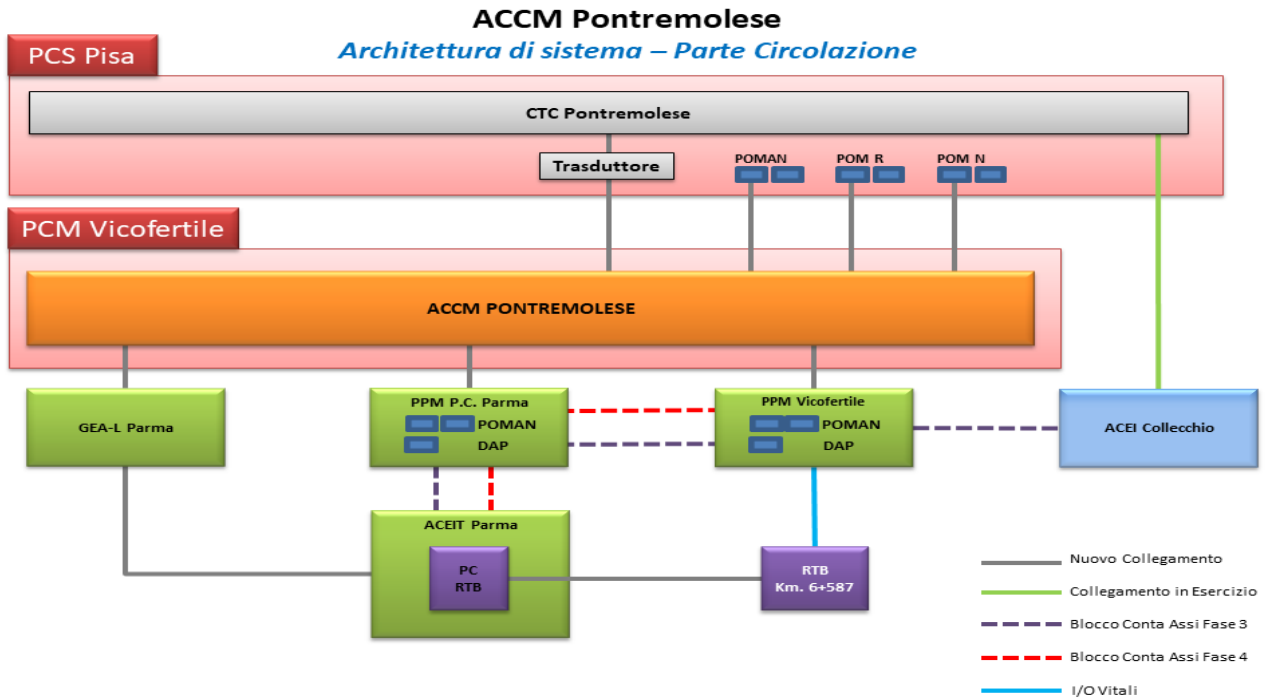 ACCM Pontremolese
Architettura di sistema – Parte Circolazione
PCS Pisa
CTC Pontremolese
Trasduttore
POMAN
POM R
POM N
PCM Vicofertile
ACCM PONTREMOLESE
GEA-L Parma
PPM P.C. Parma
POMAN
DAP
PPM Vicofertile
POMAN
DAP
ACEI Collecchio
ACEIT Parma
PC
RTB
RTB
Km. 6+587
Nuovo Collegamento
Collegamento in Esercizio
Blocco Conta Assi Fase 3
Blocco Conta Assi Fase 4
I/O Vitali